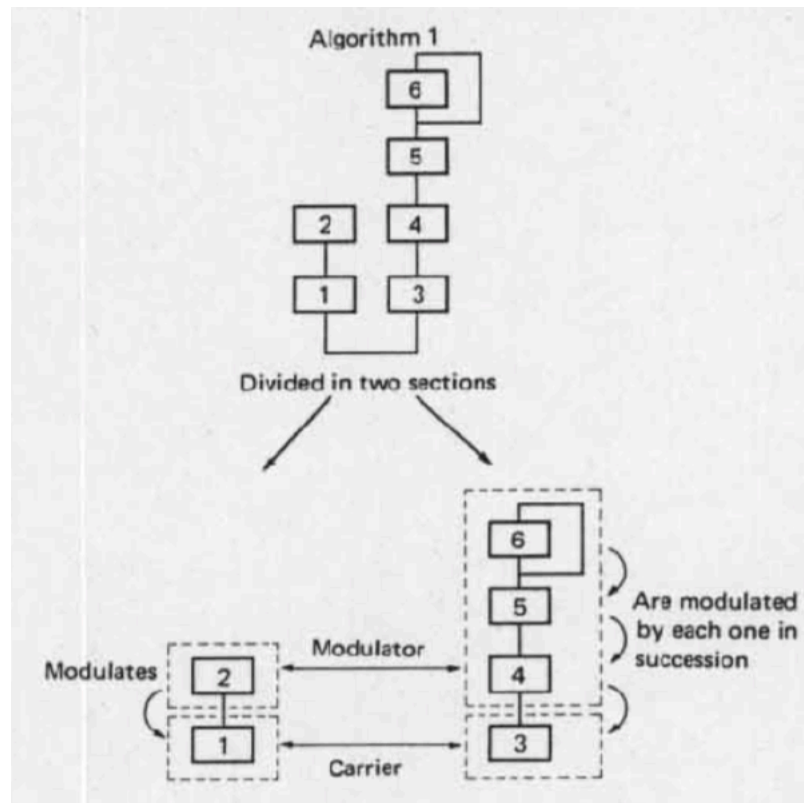 Algorithm 1
6
5
2 4
1 3
Divided in two sections
6
5
Are modulated
by each one in
succession
Modulator
Modulates
2 4
1 3
Carrier